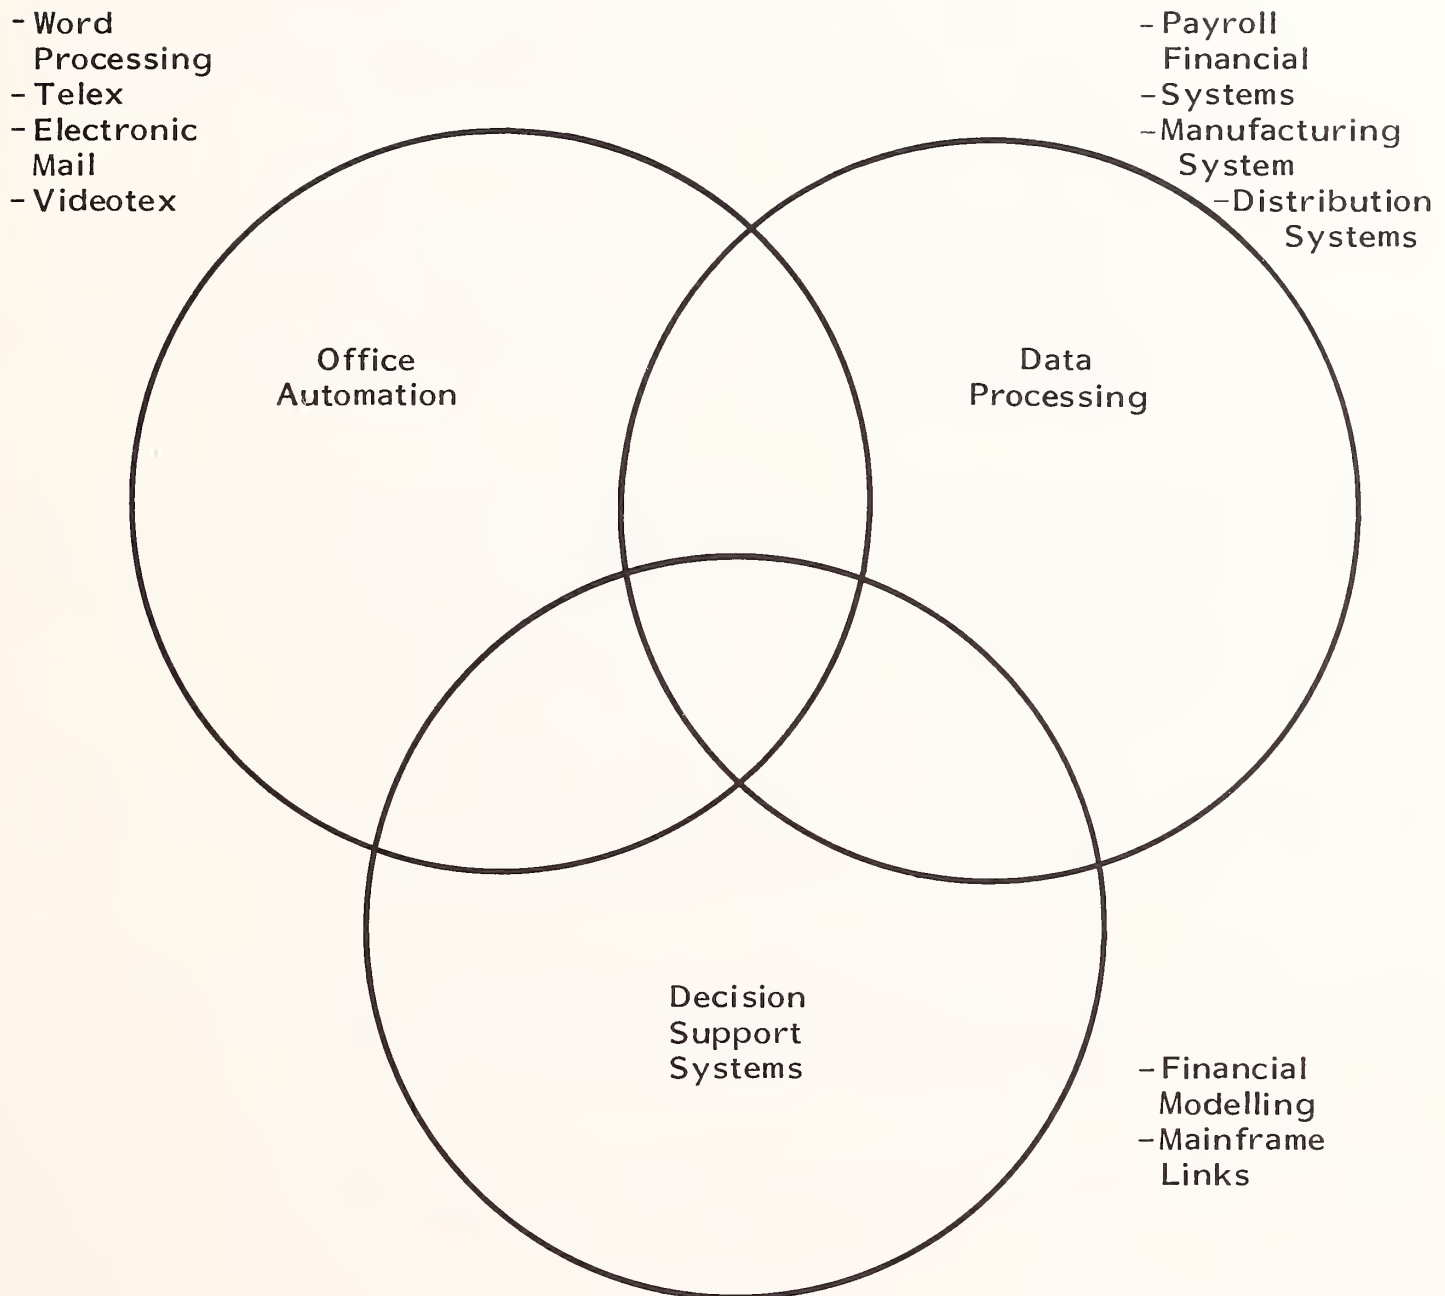 - Word
Processing
- Telex
- Electronic
Mail
- Videotex
- Payroll
Financial
- Systems
- Manufacturing
System
- Distribution
Systems
Office
Automation
Data
Processing
Decision
Support
Systems
- Financial
Modelling
- Mainframe
Links